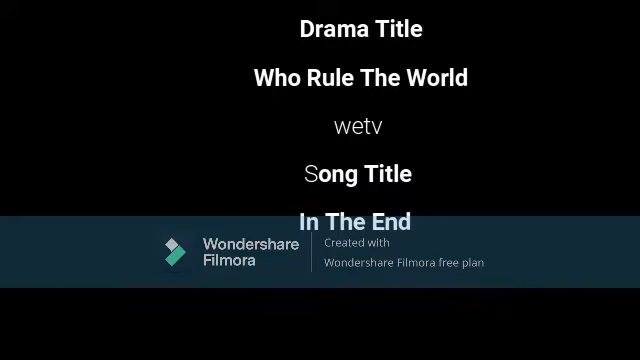 Drama Title
Who Rule The World
wetv
Song Title
In The End
Wondershare
Filmora
Created with
Wondershare Filmora free plan